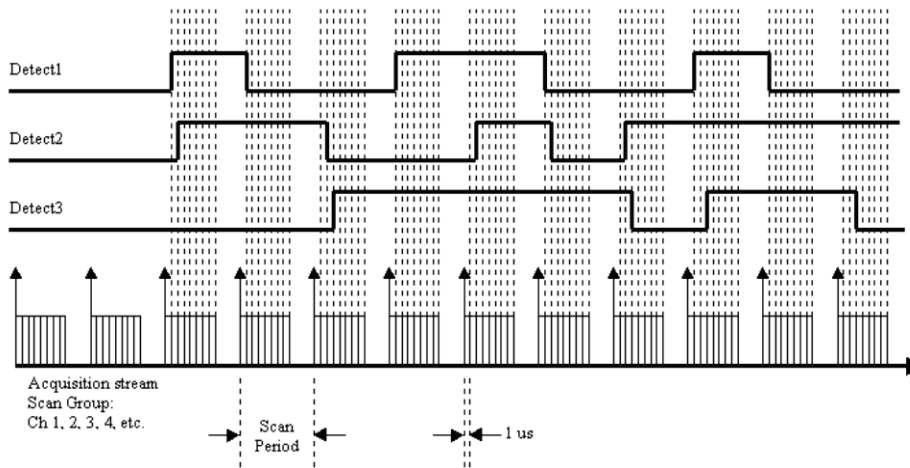 Detect1
Detect2
Detect3
Acquisition stream
Scan Group:
Ch 1, 2, 3, 4, etc.
Scan
Period
1 us